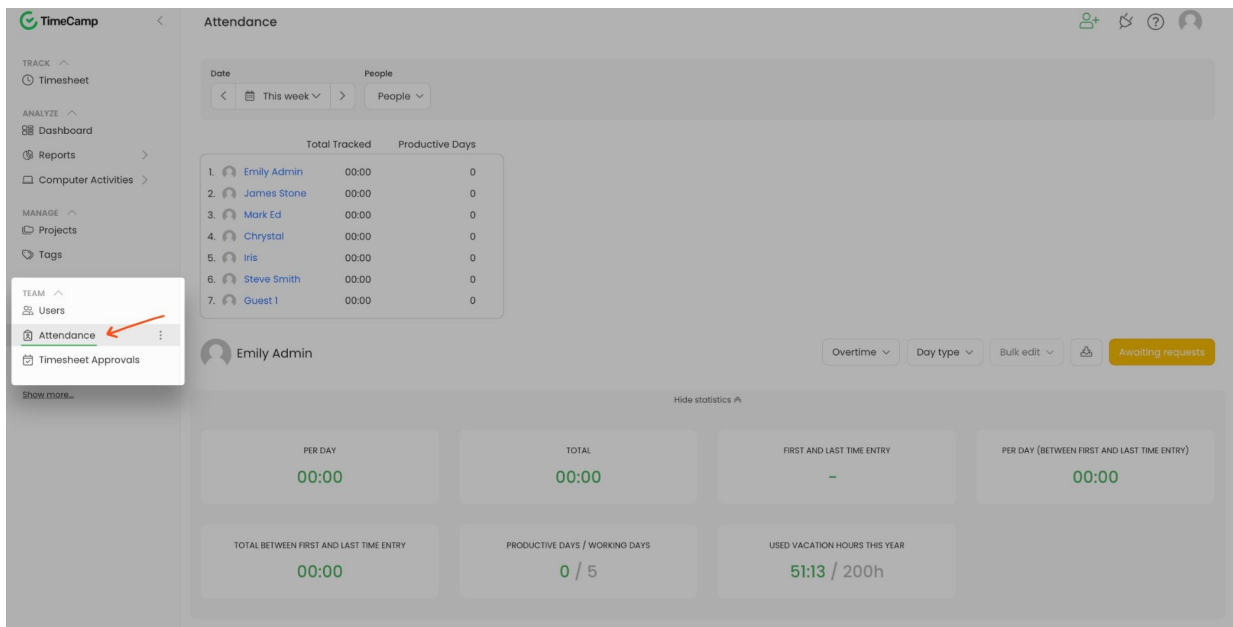 TimeCamp
Attendance
TRACK
Timesheet
ANALYZE
Dashboard
Reports
Computer Activities
MANAGE
Projects
Tags
TEAM
Users
Attendance
Timesheet Approvals
Show more...
Date People
This week People
Total Tracked Productive Days
1. Emily Admin 00:00 0
2. James Stone 00:00 0
3. Mark Ed 00:00 0
4. Chrystal 00:00 0
5. Iris 00:00 0
6. Steve Smith 00:00 0
7. Guest 1 00:00 0
Emily Admin Overtime Day type Bulk edit Awaiting requests
Hide statistics
PER DAY TOTAL FIRST AND LAST TIME ENTRY PER DAY (BETWEEN FIRST AND LAST TIME ENTRY)
00:00 00:00 - 00:00
TOTAL BETWEEN FIRST AND LAST TIME ENTRY PRODUCTIVE DAYS / WORKING DAYS USED VACATION HOURS THIS YEAR
00:00 0 / 5 51:13 / 200h